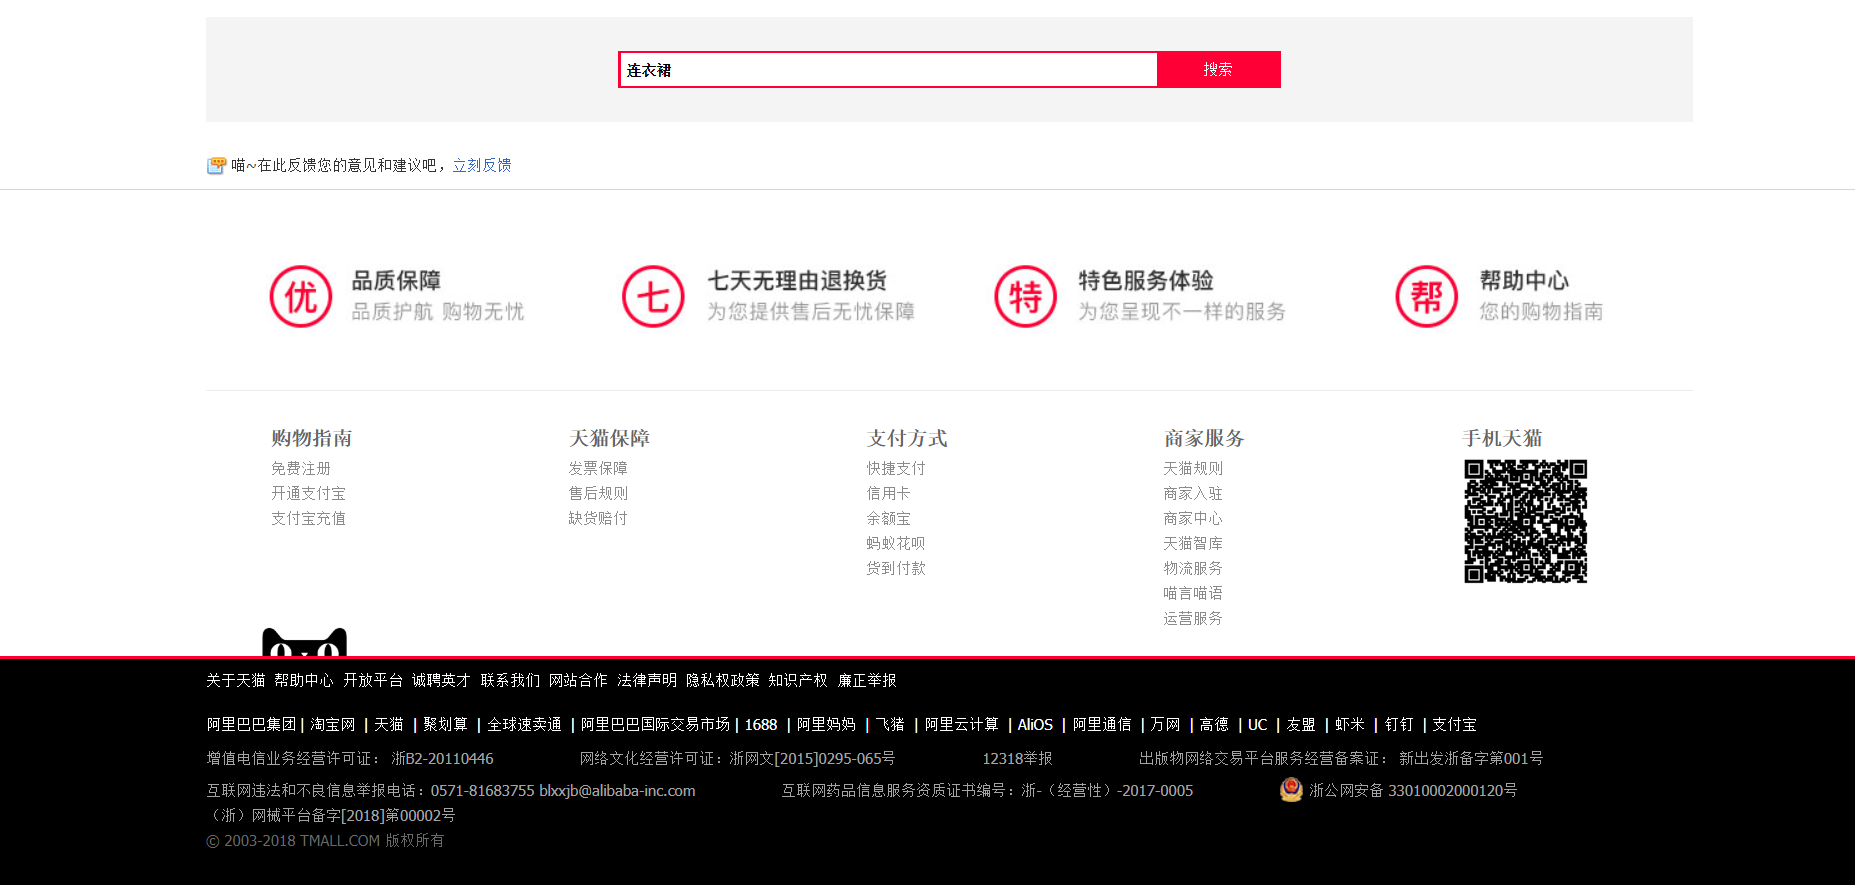 连衣裙 搜索
喵~在此反馈您的意见和建议吧，立刻反馈
优 品质保障 七 七天无理由退换货 特 特色服务体验 帮 帮助中心
品质护航 购物无忧 为您提供售后无忧保障 为您呈现不一样的服务 您的购物指南
购物指南 天猫保障 支付方式 商家服务 手机天猫
免费注册 发票保障 快捷支付 天猫规则
开通支付宝 售后规则 信用卡 商家入驻
支付宝充值 缺货赔付 余额宝 商家中心
蚂蚁花呗 天猫智库
货到付款 物流服务
喵言喵语
运营服务
关于天猫 帮助中心 开放平台 诚聘英才 联系我们 网站合作 法律声明 隐私权政策 知识产权 廉正举报
阿里巴巴集团 | 淘宝网 | 天猫 | 聚划算 | 全球速卖通 | 阿里巴巴国际交易市场 | 1688 | 阿里妈妈 | 飞猪 | 阿里云计算 | AliOS | 阿里通信 | 万网 | 高德 | UC | 友盟 | 虾米 | 钉钉 | 支付宝
增值电信业务经营许可证： 浙B2-20110446 网络文化经营许可证：浙网文[2015]0295-065号 12318举报 出版物网络交易平台服务经营备案证： 新出发浙备字第001号
互联网违法和不良信息举报电话：0571-81683755 blxxjb@alibaba-inc.com 互联网药品信息服务资质证书编号：浙-（经营性）-2017-0005 浙公网安备 33010002000120号
（浙）网械平台备字[2018]第00002号
© 2003-2018 TMALL.COM 版权所有